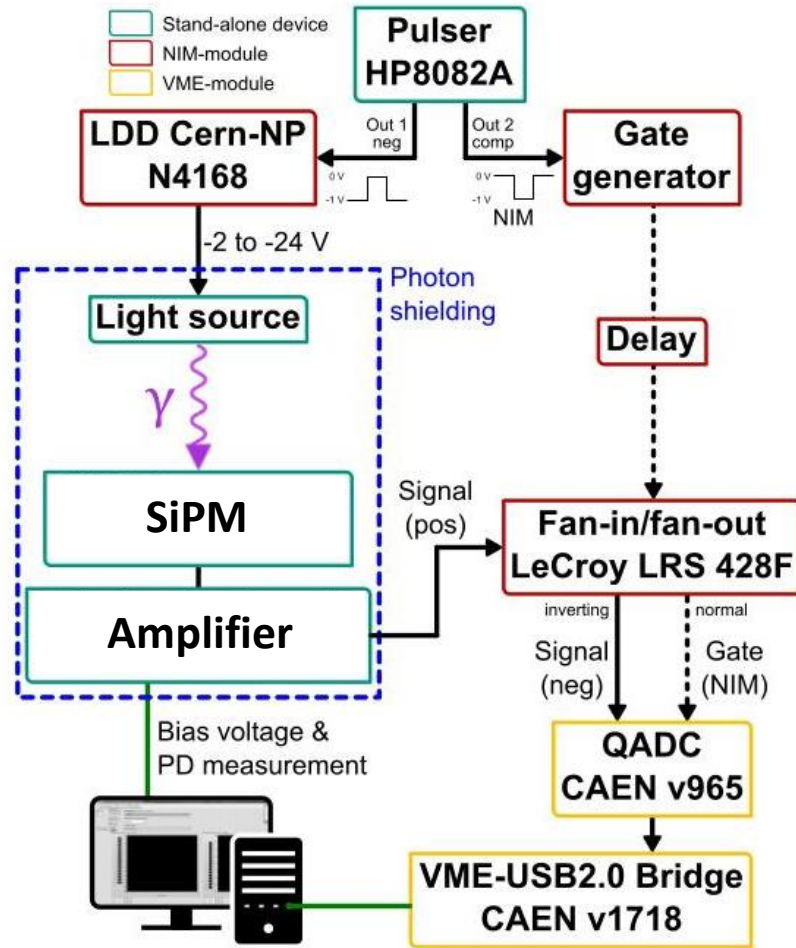 Stand-alone device
NIM-module
VME-module
Pulser
HP8082A
LDD Cern-NP
N4168
Out 1
neg
Out 2
comp
Gate
generator
0 V
-1 V
0 V
-1 V
NIM
-2 to -24 V
Photon
shielding
Light source
Delay
γ
SiPM
Signal
(pos)
Fan-in/fan-out
LeCroy LRS 428F
Amplifier
inverting
normal
Signal
(neg)
Gate
(NIM)
Bias voltage &
PD measurement
QADC
CAEN v965
VME-USB2.0 Bridge
CAEN v1718